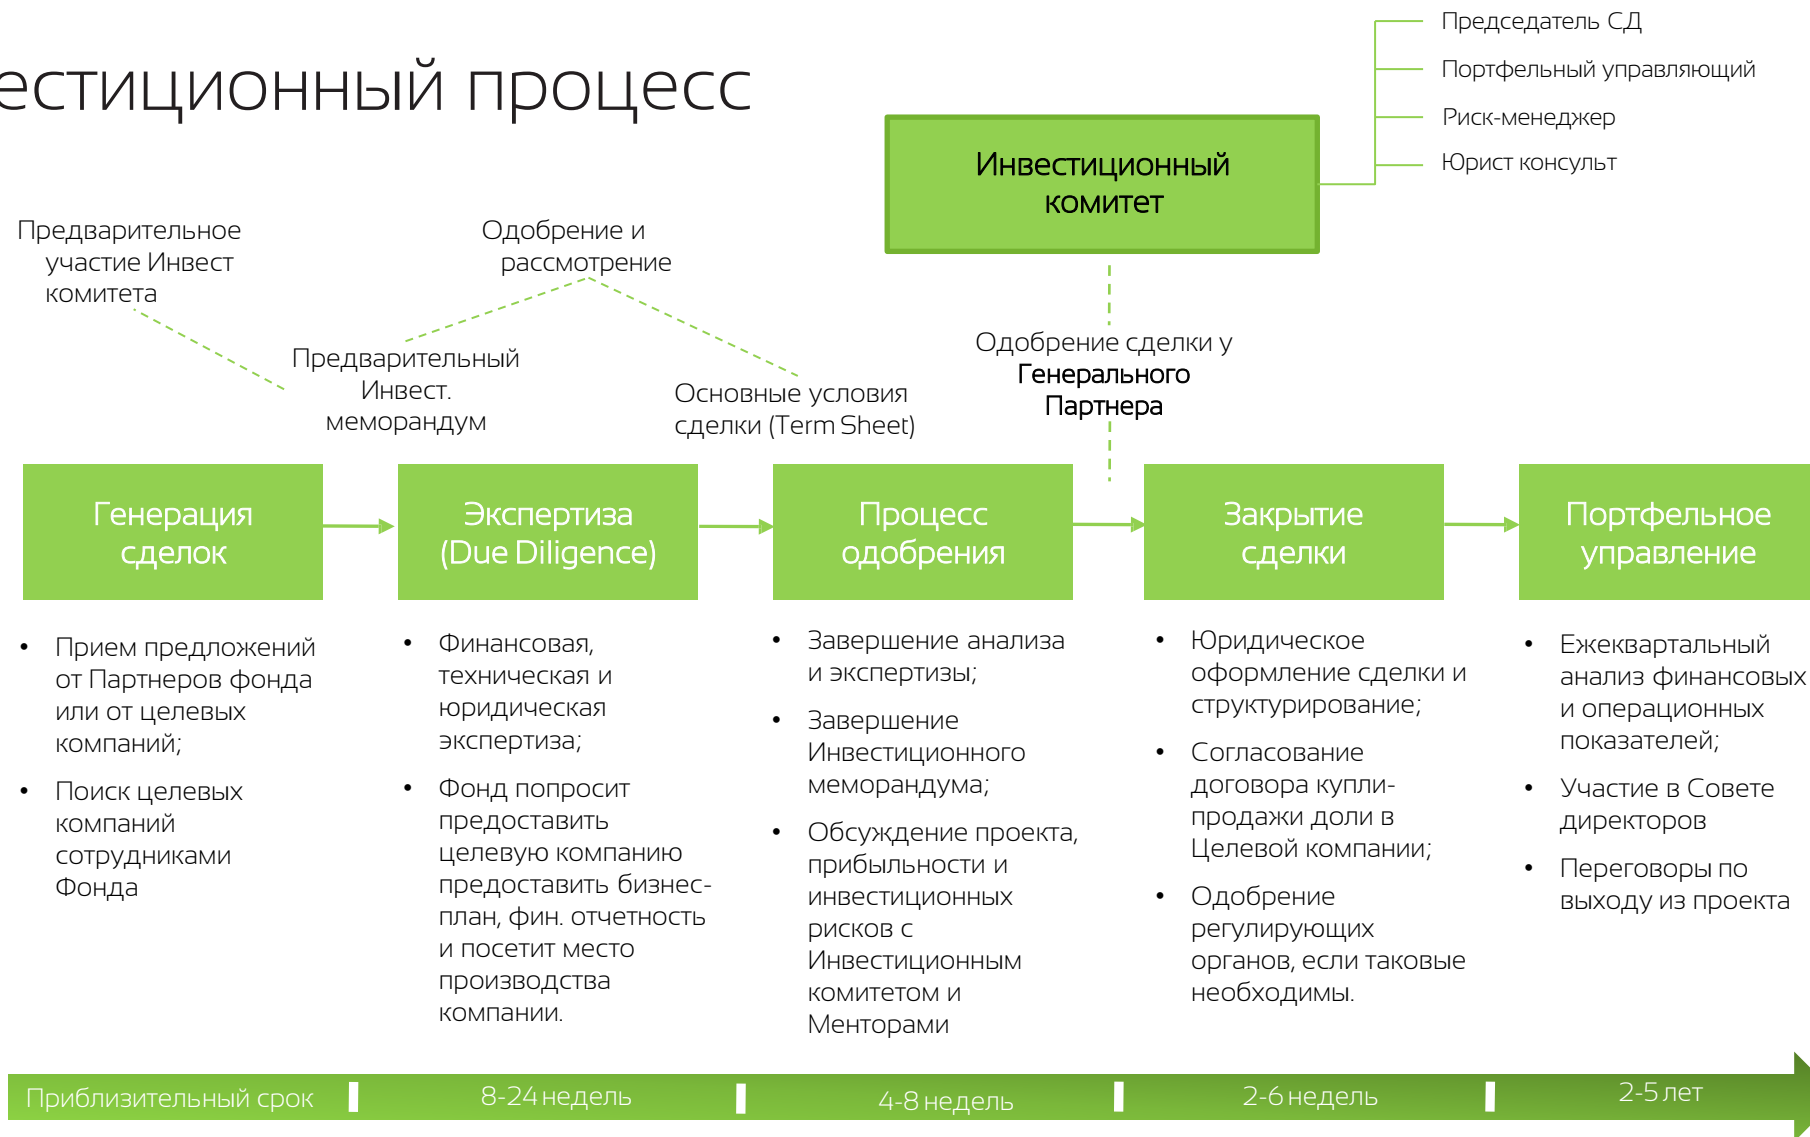 естиционный процесс
Председатель СД
Портфельный управляющий
Риск-менеджер
Юрист консульт
Инвестиционный
комитет
Предварительное
участие Инвест
комитета
Одобрение и
рассмотрение
Предварительный
Инвест.
меморандум
Основные условия
сделки (Term Sheet)
Одобрение сделки у
Генерального
Партнера
Генерация
сделок
Экспертиза
(Due Diligence)
Процесс
одобрения
Закрытие
сделки
Портфельное
управление
• Прием предложений
от Партнеров фонда
или от целевых
компаний;
• Поиск целевых
компаний
сотрудниками
Фонда
• Финансовая,
техническая и
юридическая
экспертиза;
• Фонд попросит
предоставить
целевую компанию
предоставить бизнес-
план, фин. отчетность
и посетит место
производства
компании.
• Завершение анализа
и экспертизы;
• Завершение
Инвестиционного
меморандума;
• Обсуждение проекта,
прибыльности и
инвестиционных
рисков с
Инвестиционным
комитетом и
Менторами
• Юридическое
оформление сделки и
структурирование;
• Согласование
договора купли-
продажи доли в
Целевой компании;
• Одобрение
регулирующих
органов, если таковые
необходимы.
• Ежеквартальный
анализ финансовых
и операционных
показателей;
• Участие в Совете
директоров
• Переговоры по
выходу из проекта
Приблизительный срок
8-24 недель
4-8 недель
2-6 недель
2-5 лет